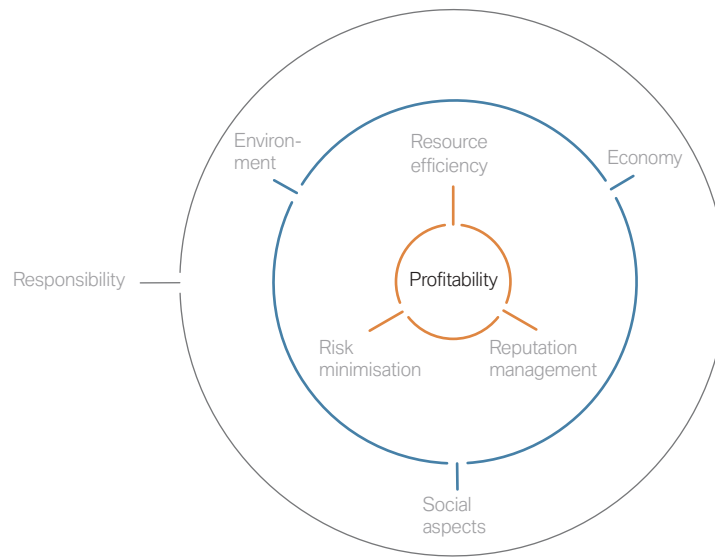 Environ-
ment
Resource
efficiency
Economy
Responsibility
Profitability
Risk
minimisation
Reputation
management
Social
aspects